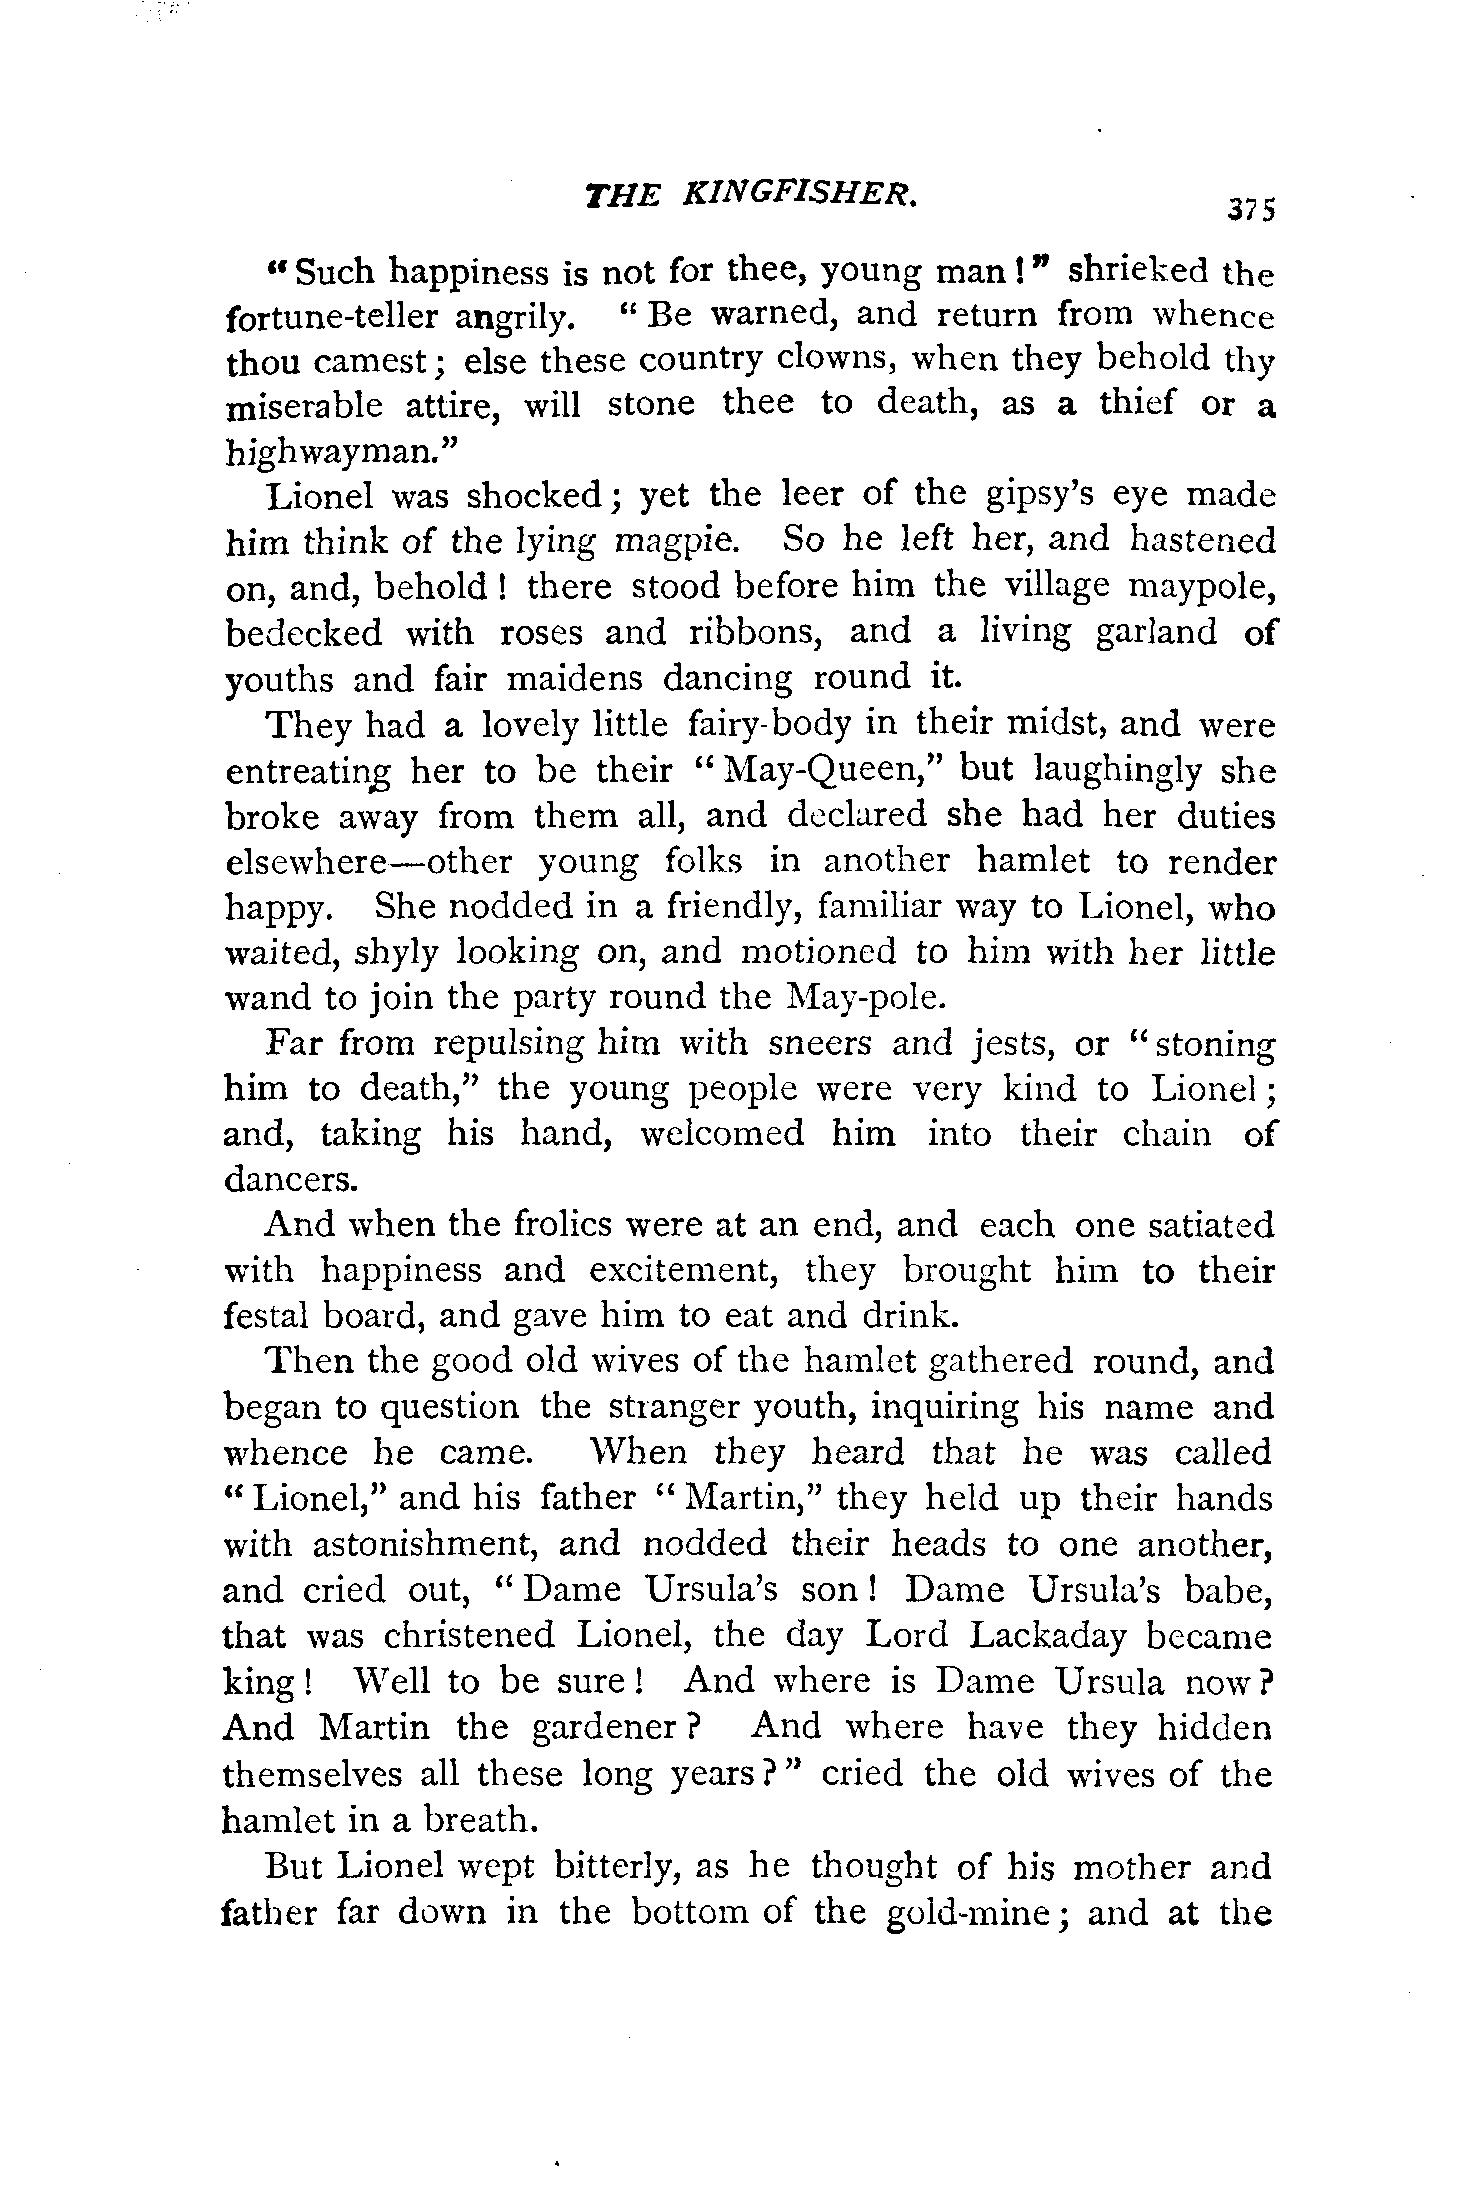 THE KINGFISHER.
375
"Such happiness is not for thee, young man!" shrieked the
fortune-teller angrily. "Be warned, and return from whence
thou camest; else these country clowns, when they behold thy
miserable attire, will stone thee to death, as a thief or a
highwayman."
Lionel was shocked; yet the leer of the gipsy's eye made
him think of the lying magpie. So he left her, and hastened
on, and, behold! there stood before him the village maypole,
bedecked with roses and ribbons, and a living garland of
youths and fair maidens dancing round it.
They had a lovely little fairy-body in their midst, and were
entreating her to be their "May-Queen," but laughingly she
broke away from them all, and declared she had her duties
elsewhere—other young folks in another hamlet to render
happy. She nodded in a friendly, familiar way to Lionel, who
waited, shyly looking on, and motioned to him with her little
wand to join the party round the May-pole.
Far from repulsing him with sneers and jests, or "stoning
him to death," the young people were very kind to Lionel;
and, taking his hand, welcomed him into their chain of
dancers.
And when the frolics were at an end, and each one satiated
with happiness and excitement, they brought him to their
festal board, and gave him to eat and drink.
Then the good old wives of the hamlet gathered round, and
began to question the stranger youth, inquiring his name and
whence he came. When they heard that he was called
"Lionel," and his father "Martin," they held up their hands
with astonishment, and nodded their heads to one another,
and cried out, "Dame Ursula's son! Dame Ursula's babe,
that was christened Lionel, the day Lord Lackaday became
king! Well to be sure! And where is Dame Ursula now?
And Martin the gardener? And where have they hidden
themselves all these long years?" cried the old wives of the
hamlet in a breath.
But Lionel wept bitterly, as he thought of his mother and
father far down in the bottom of the gold-mine; and at the